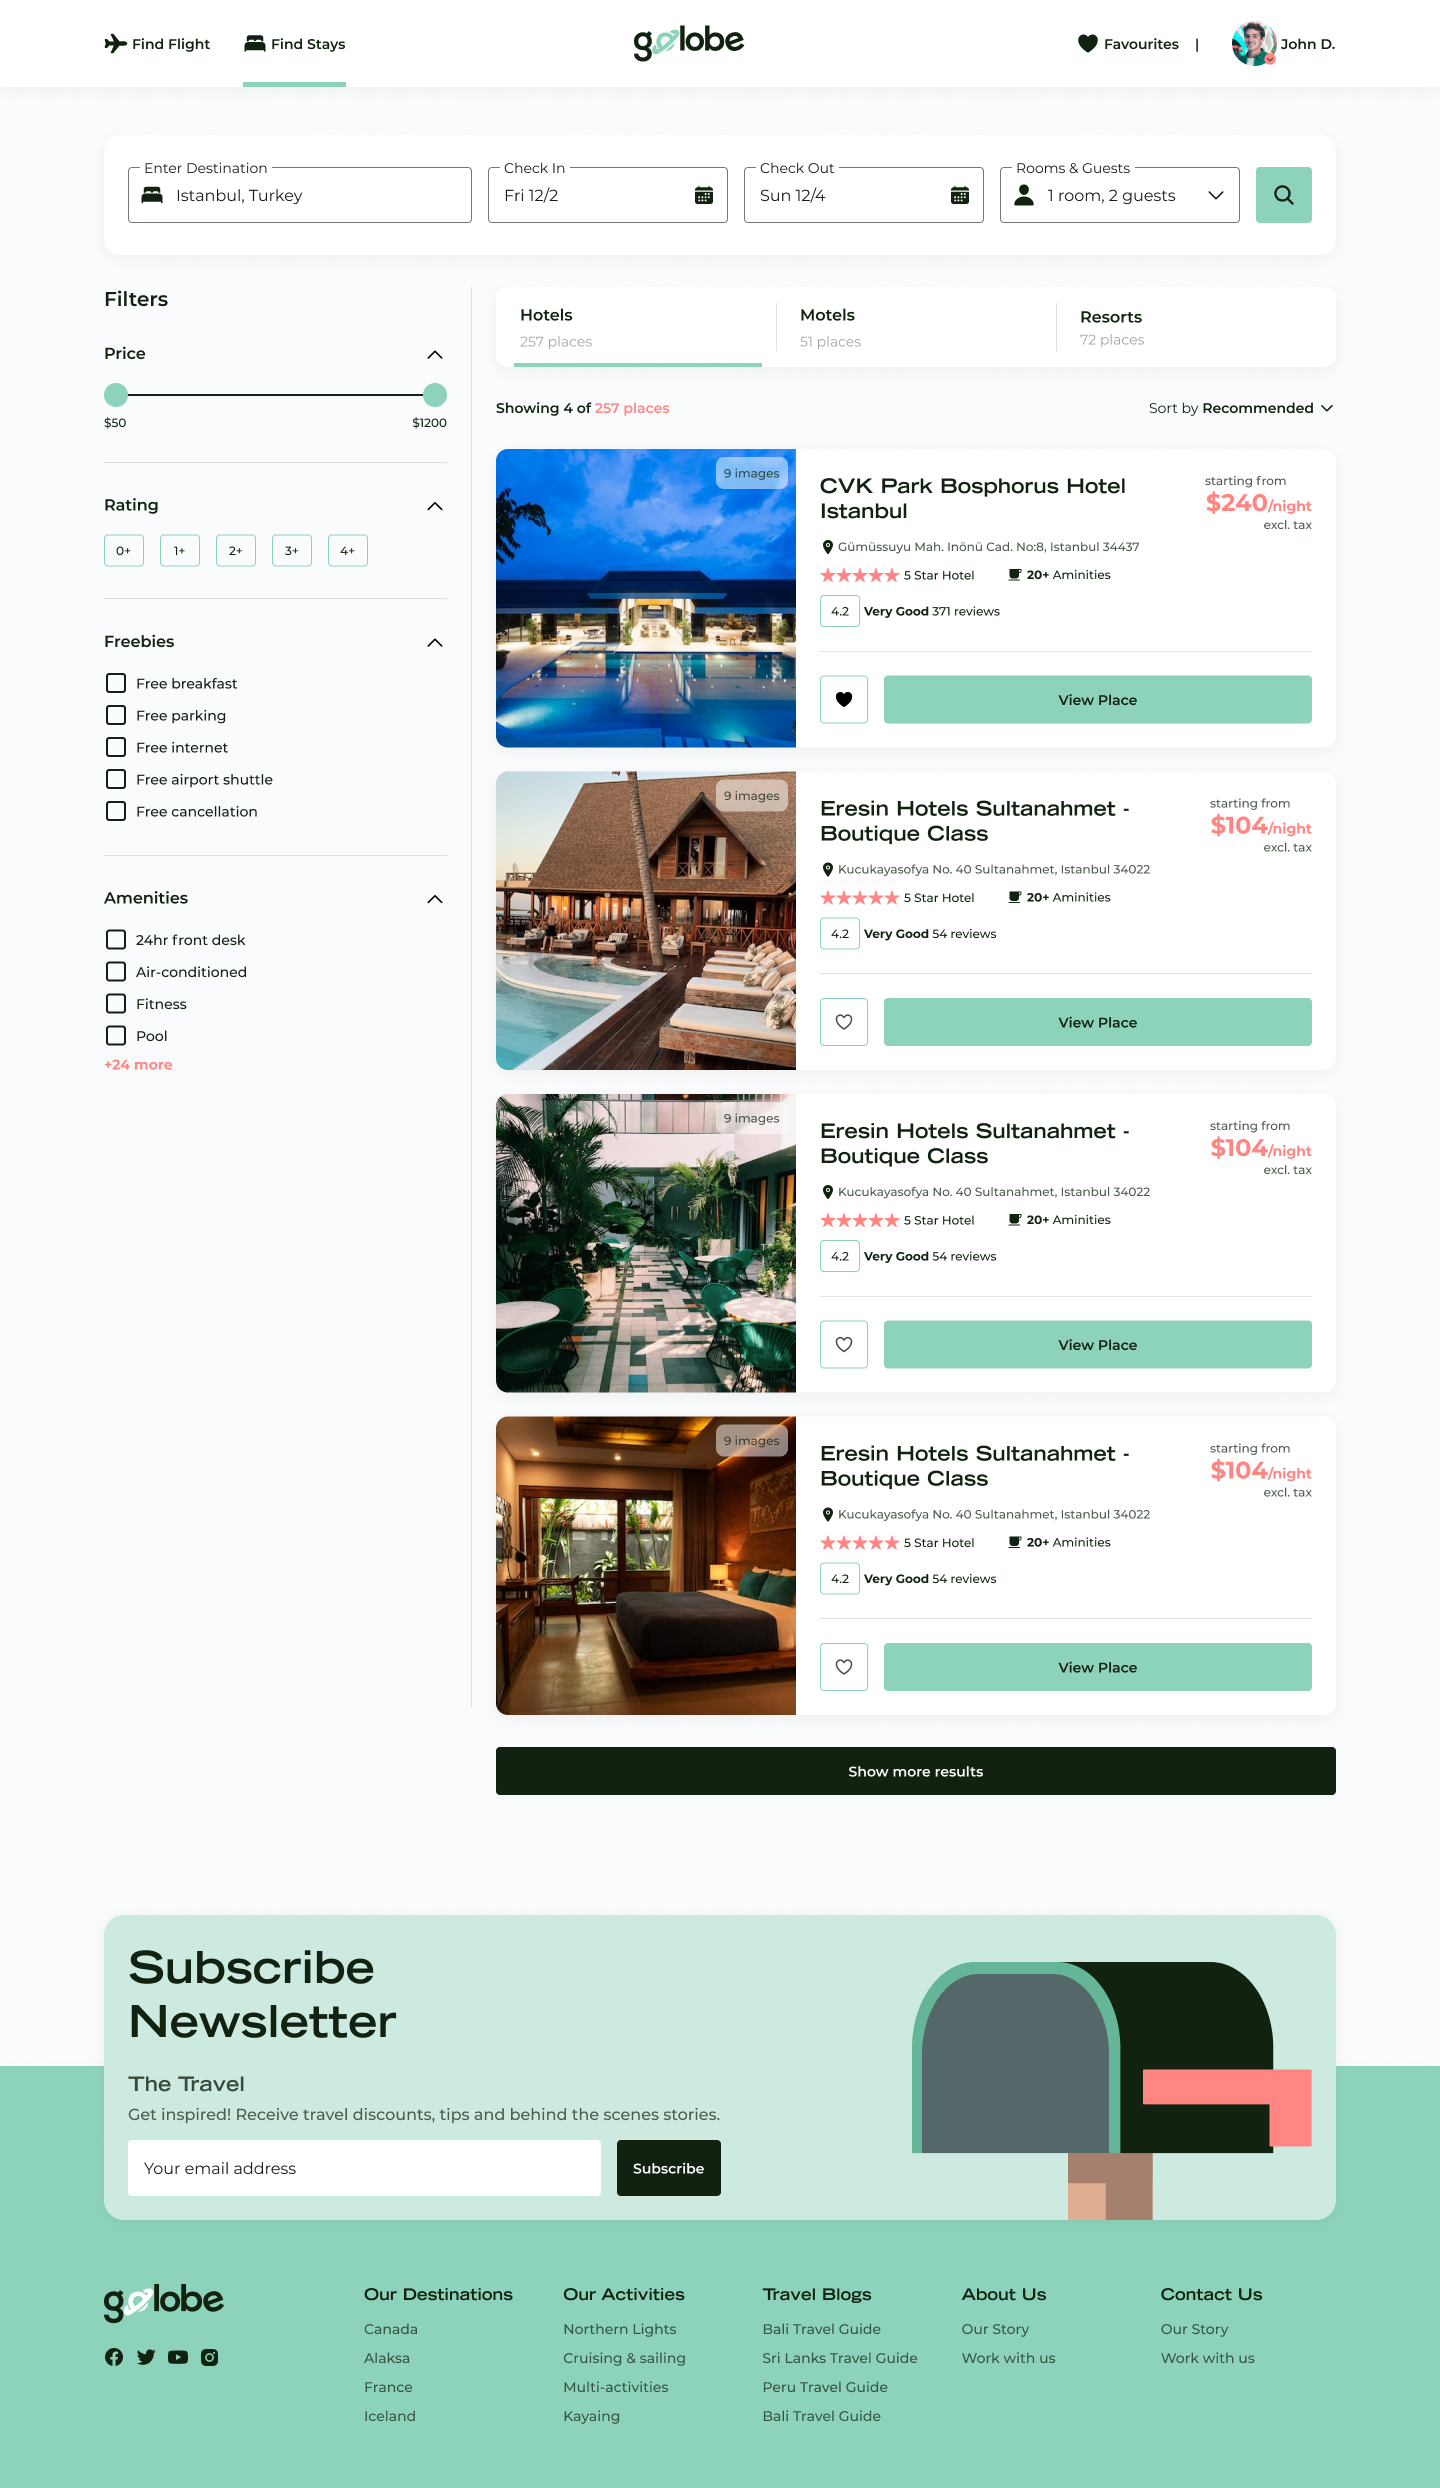 Find Flight
Find Stays
golobe
Favourites |
John D.
Enter Destination
Istanbul, Turkey
Check In
Fri 12/2
Check Out
Sun 12/4
Rooms & Guests
1 room, 2 guests
Filters
Price
$50
$1200
Rating
0+
1+
2+
3+
4+
Freebies
Free breakfast
Free parking
Free internet
Free airport shuttle
Free cancellation
Amenities
24hr front desk
Air-conditioned
Fitness
Pool
+24 more
Hotels
257 places
Motels
51 places
Resorts
72 places
Showing 4 of 257 places
Sort by Recommended
9 images
CVK Park Bosphorus Hotel
Istanbul
starting from
$240/night
excl. tax
Gümüssuyu Mah. Inönü Cad. No:8, Istanbul 34437
5 Star Hotel
20+ Aminities
4.2
Very Good 371 reviews
View Place
9 images
Eresin Hotels Sultanahmet -
Boutique Class
starting from
$104/night
excl. tax
Kucukayasofya No. 40 Sultanahmet, Istanbul 34022
5 Star Hotel
20+ Aminities
4.2
Very Good 54 reviews
View Place
9 images
Eresin Hotels Sultanahmet -
Boutique Class
starting from
$104/night
excl. tax
Kucukayasofya No. 40 Sultanahmet, Istanbul 34022
5 Star Hotel
20+ Aminities
4.2
Very Good 54 reviews
View Place
9 images
Eresin Hotels Sultanahmet -
Boutique Class
starting from
$104/night
excl. tax
Kucukayasofya No. 40 Sultanahmet, Istanbul 34022
5 Star Hotel
20+ Aminities
4.2
Very Good 54 reviews
View Place
Show more results
Subscribe
Newsletter
The Travel
Get inspired! Receive travel discounts, tips and behind the scenes stories.
Your email address
Subscribe
golobe
Our Destinations
Canada
Alaksa
France
Iceland
Our Activities
Northern Lights
Cruising & sailing
Multi-activities
Kayaing
Travel Blogs
Bali Travel Guide
Sri Lanks Travel Guide
Peru Travel Guide
Bali Travel Guide
About Us
Our Story
Work with us
Contact Us
Our Story
Work with us